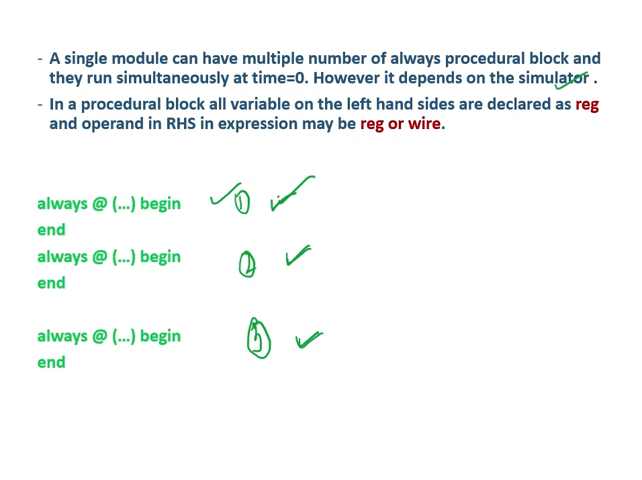 - A single module can have multiple number of always procedural block and
they run simultaneously at time=0. However it depends on the simulator .
- In a procedural block all variable on the left hand sides are declared as reg
and operand in RHS in expression may be reg or wire.
always @ (...) begin 1
end
always @ (...) begin 2
end
always @ (...) begin 3
end